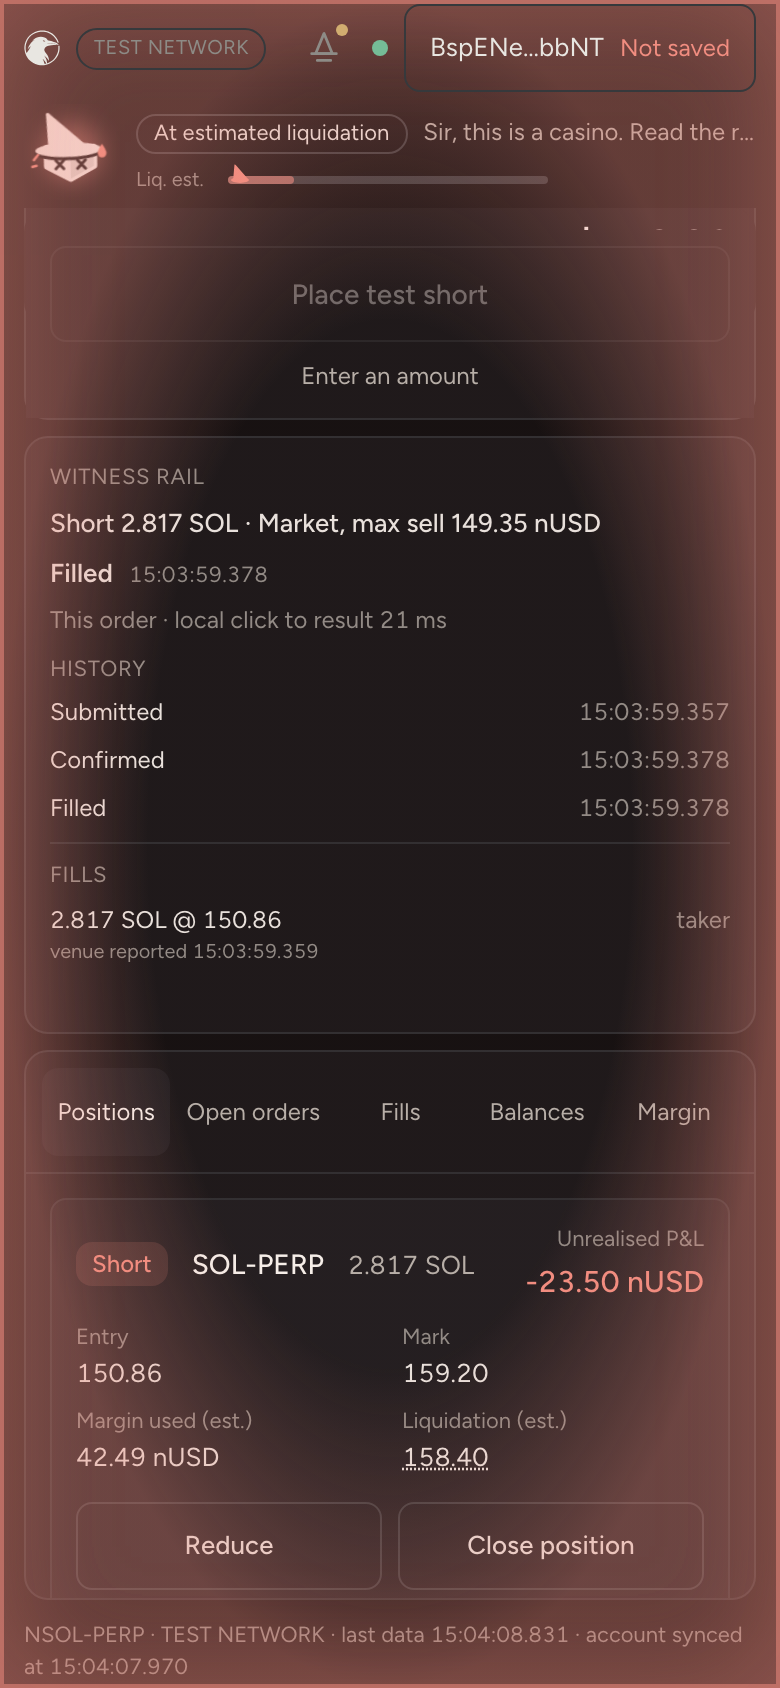 TEST NETWORK
BspENe...bbNT Not saved
At estimated liquidation Sir, this is a casino. Read the r...
Liq. est.
Place test short
Enter an amount
WITNESS RAIL
Short 2.817 SOL · Market, max sell 149.35 nUSD
Filled 15:03:59.378
This order · local click to result 21 ms
HISTORY
Submitted 15:03:59.357
Confirmed 15:03:59.378
Filled 15:03:59.378
FILLS
2.817 SOL @ 150.86 taker
venue reported 15:03:59.359
Positions Open orders Fills Balances Margin
Unrealised P&L
Short SOL-PERP 2.817 SOL
-23.50 nUSD
Entry Mark
150.86 159.20
Margin used (est.) Liquidation (est.)
42.49 nUSD 158.40
Reduce Close position
NSOL-PERP · TEST NETWORK · last data 15:04:08.831 · account synced
at 15:04:07.970